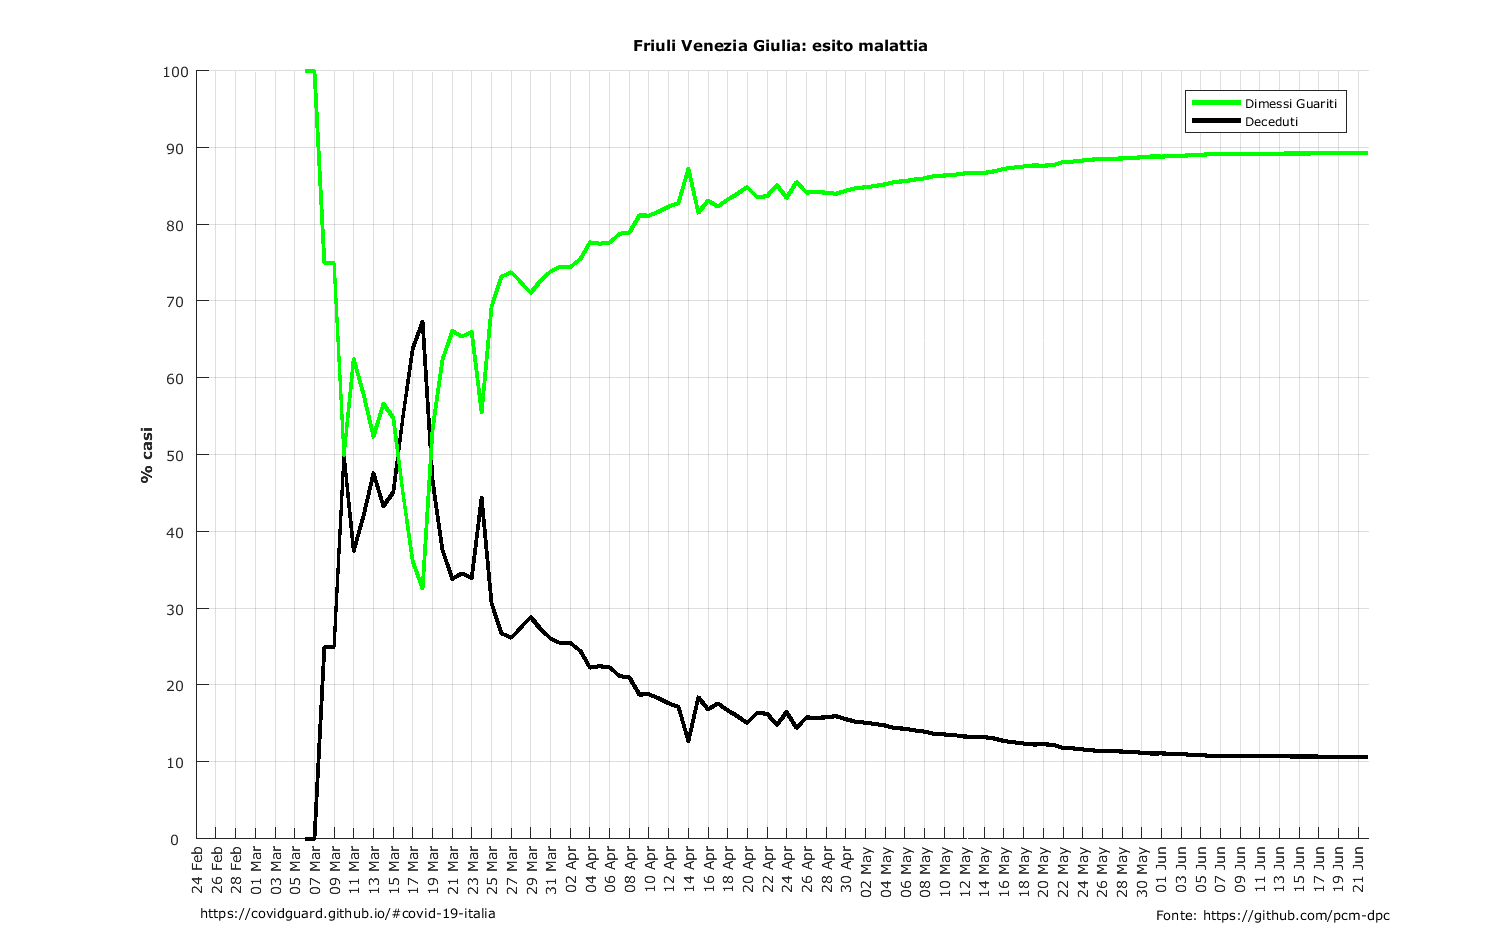 Friuli Venezia Giulia: esito malattia
Dimessi Guariti
Deceduti
% casi
100
90
80
70
60
50
40
30
20
10
0
24 Feb
26 Feb
28 Feb
01 Mar
03 Mar
05 Mar
07 Mar
09 Mar
11 Mar
13 Mar
15 Mar
17 Mar
19 Mar
21 Mar
23 Mar
25 Mar
27 Mar
29 Mar
31 Mar
02 Apr
04 Apr
06 Apr
08 Apr
10 Apr
12 Apr
14 Apr
16 Apr
18 Apr
20 Apr
22 Apr
24 Apr
26 Apr
28 Apr
30 Apr
02 May
04 May
06 May
08 May
10 May
12 May
14 May
16 May
18 May
20 May
22 May
24 May
26 May
28 May
30 May
01 Jun
03 Jun
05 Jun
07 Jun
09 Jun
11 Jun
13 Jun
15 Jun
17 Jun
19 Jun
21 Jun
https://covidguard.github.io/#covid-19-italia
Fonte: https://github.com/pcm-dpc